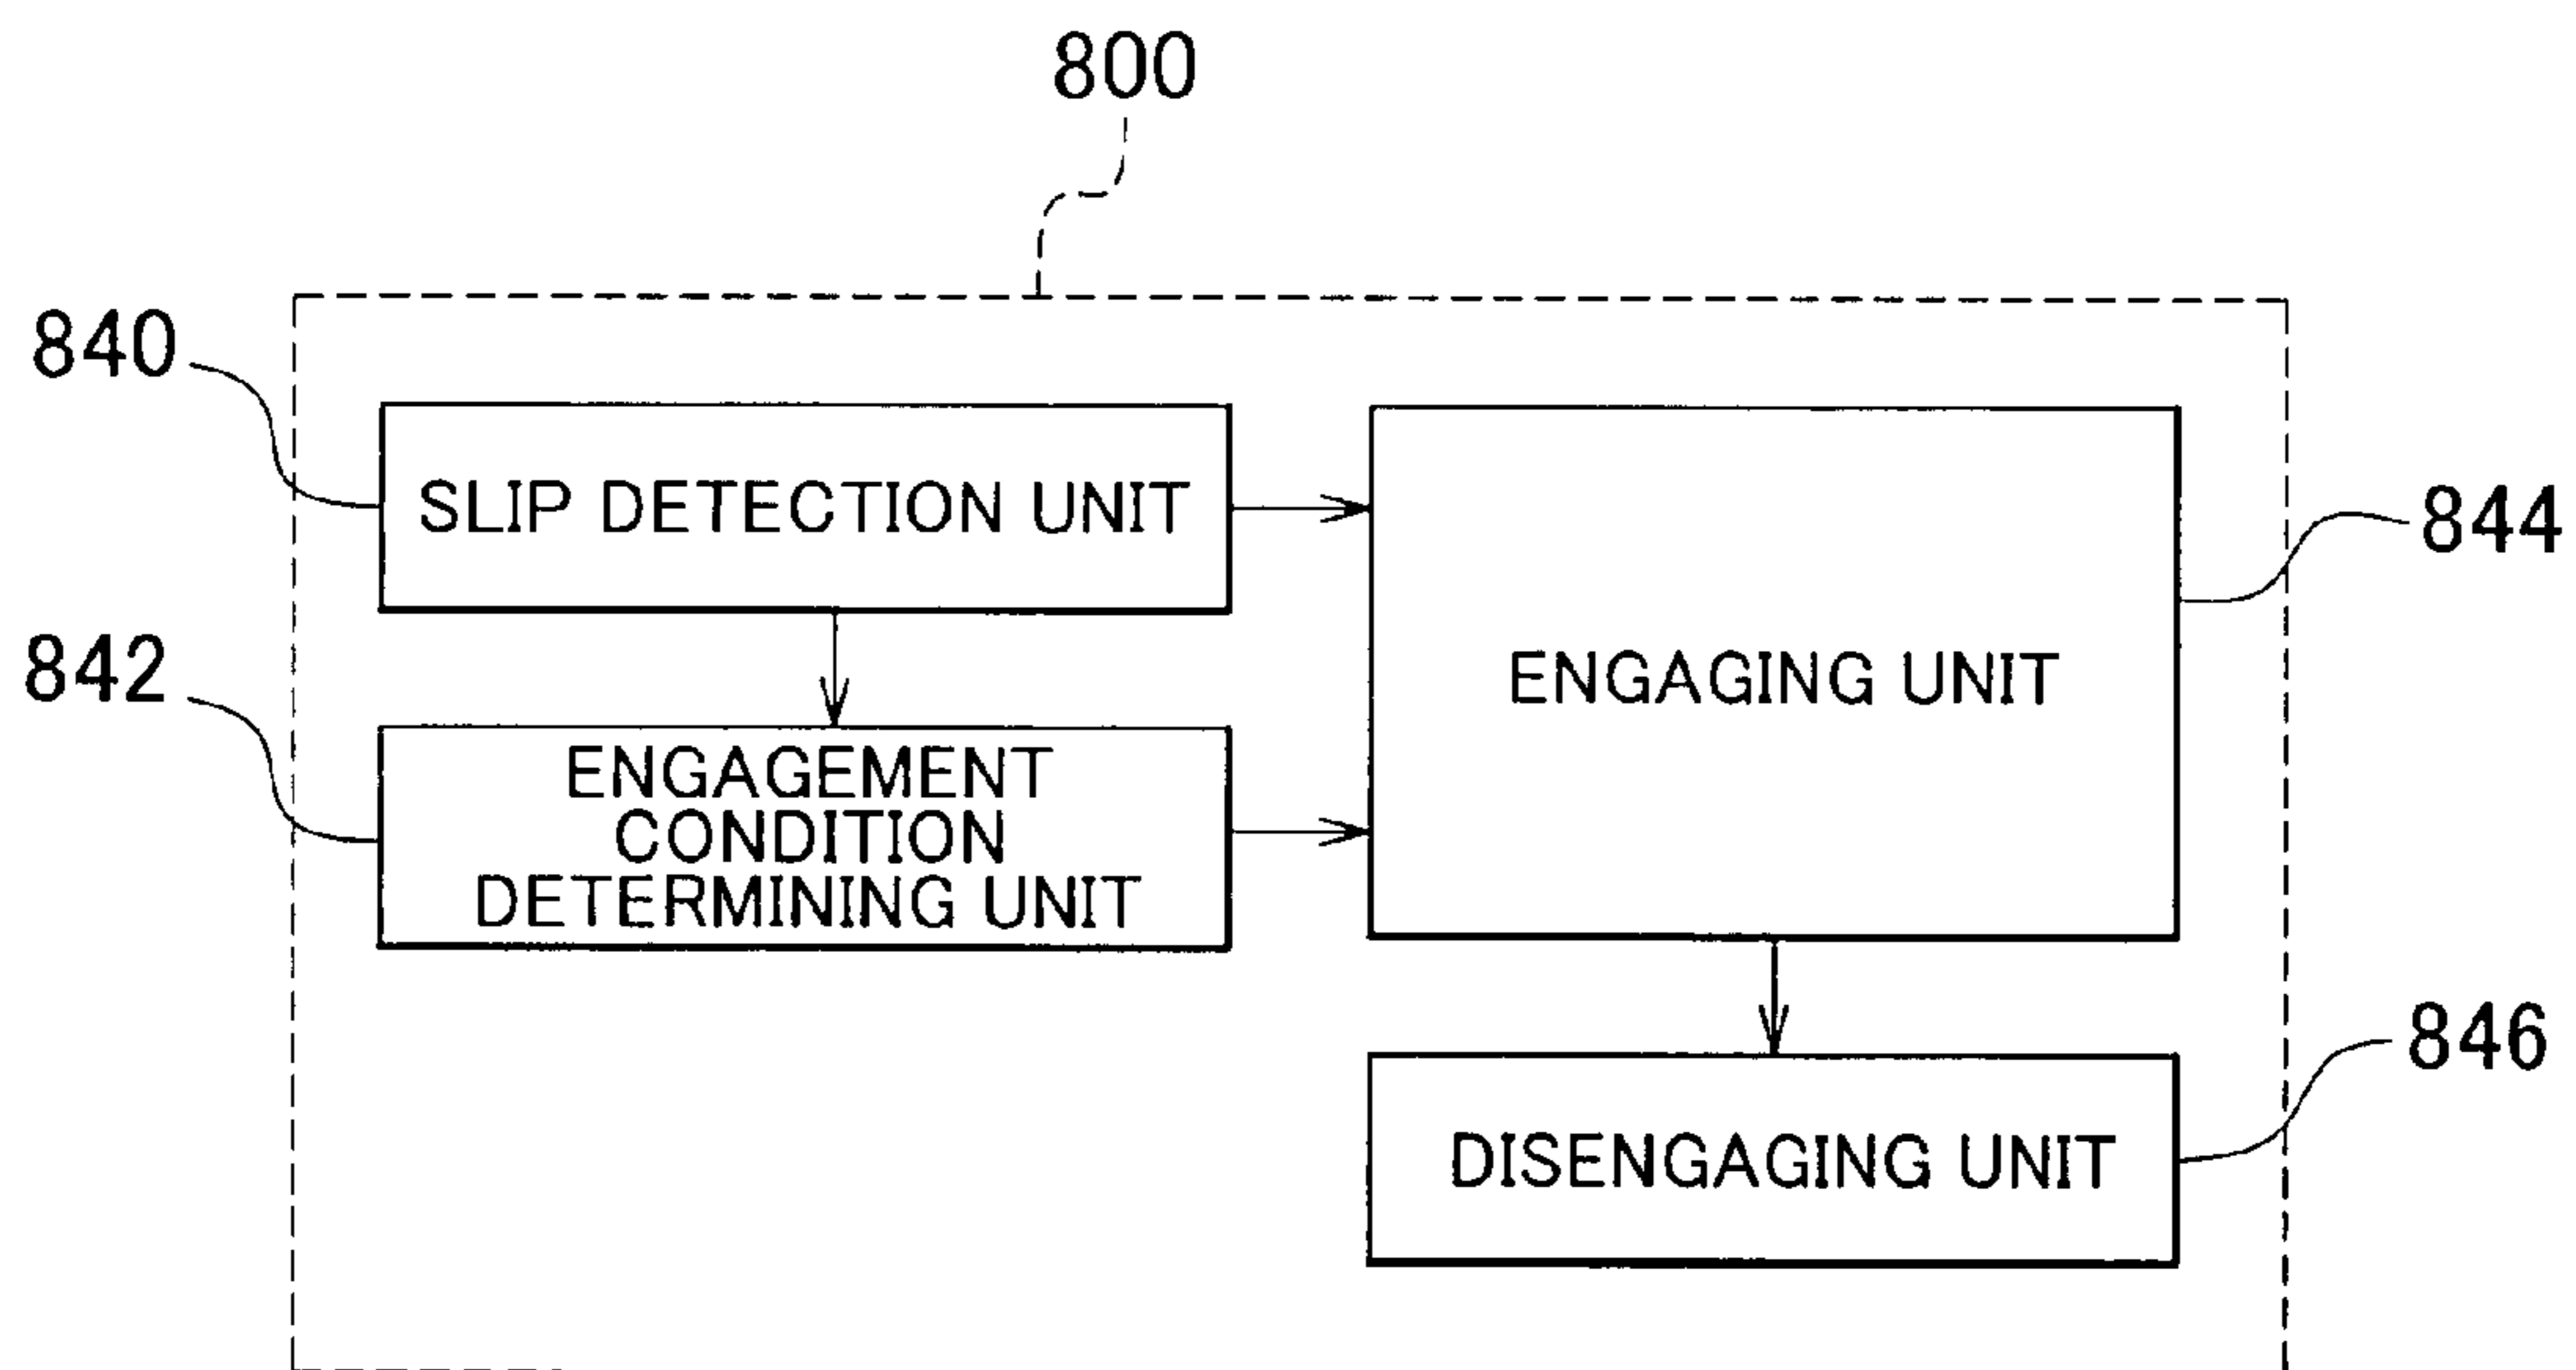 800
840
SLIP DETECTION UNIT
844
842
ENGAGEMENT
CONDITION
DETERMINING UNIT
ENGAGING UNIT
846
DISENGAGING UNIT